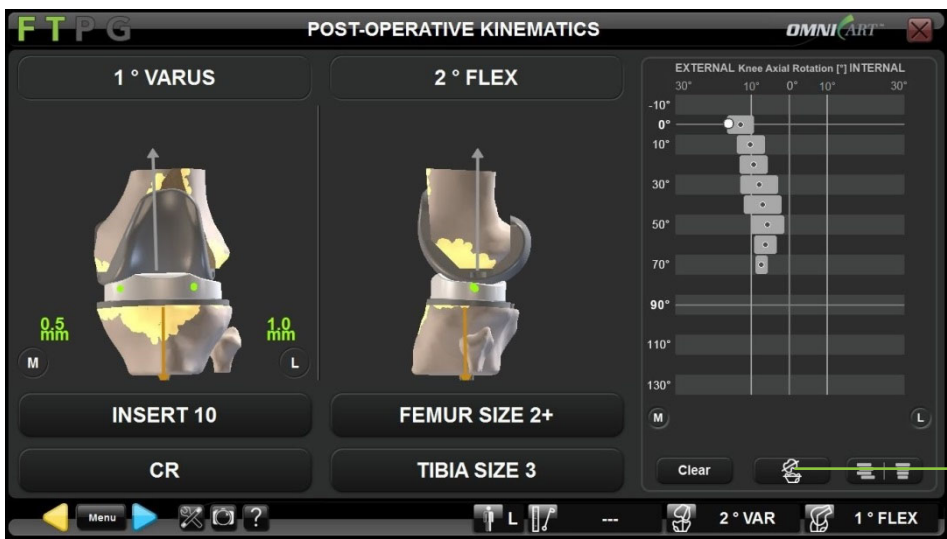 FTPG
POST-OPERATIVE KINEMATICS
OMNI ART™
1 ° VARUS
2 ° FLEX
0.5
mm
1.0
mm
M
L
INSERT 10
FEMUR SIZE 2+
CR
TIBIA SIZE 3
EXTERNAL Knee Axial Rotation [°] INTERNAL
30° 10° 0° 10° 30°
-10°
0°
10°
30°
50°
70°
90°
110°
130°
M
L
Clear
Menu
?
L
---
2 ° VAR
1 ° FLEX